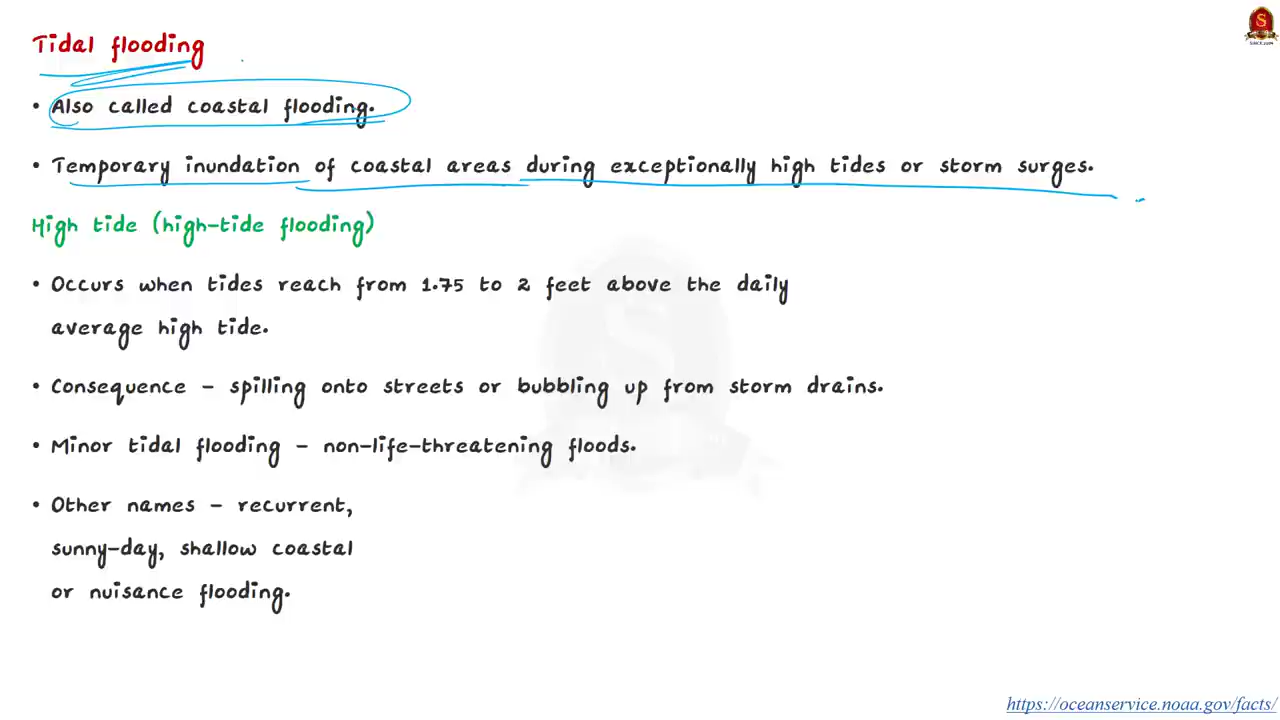 Tidal flooding
• Also called coastal flooding.
• Temporary inundation of coastal areas during exceptionally high tides or storm surges.
High tide (high-tide flooding)
• Occurs when tides reach from 1.75 to 2 feet above the daily
average high tide.
• Consequence – spilling onto streets or bubbling up from storm drains.
• Minor tidal flooding – non-life-threatening floods.
• Other names – recurrent,
sunny-day, shallow coastal
or nuisance flooding.
https://oceanservice.noaa.gov/facts/